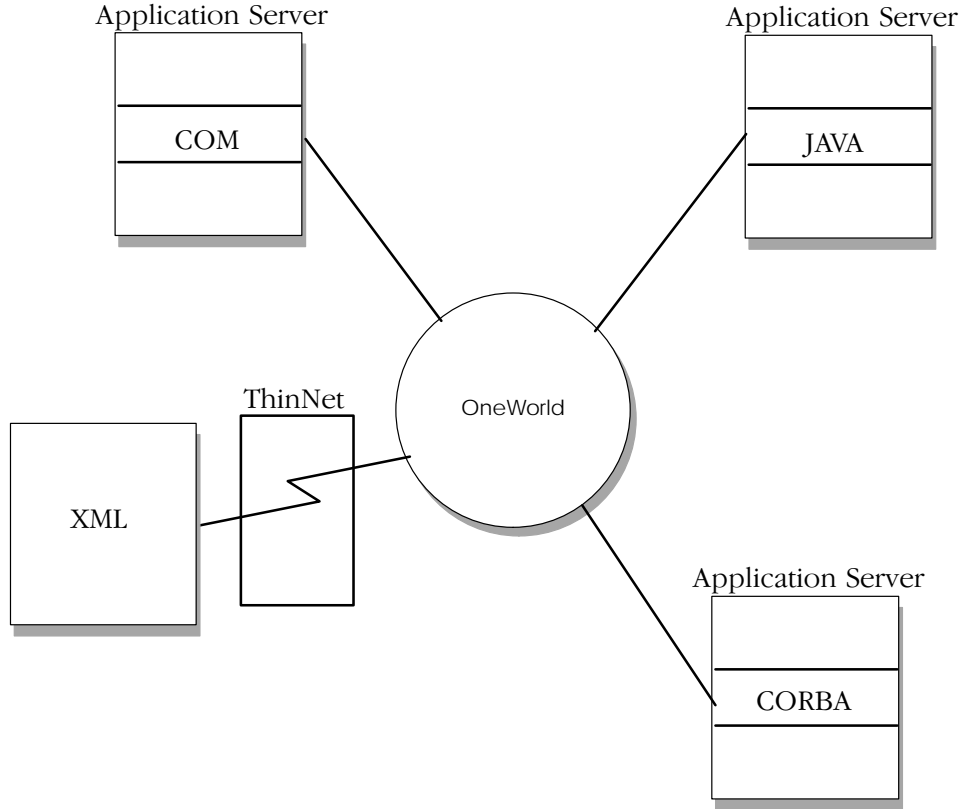 Application Server
COM
Application Server
JAVA
OneWorld
ThinNet
XML
Application Server
CORBA